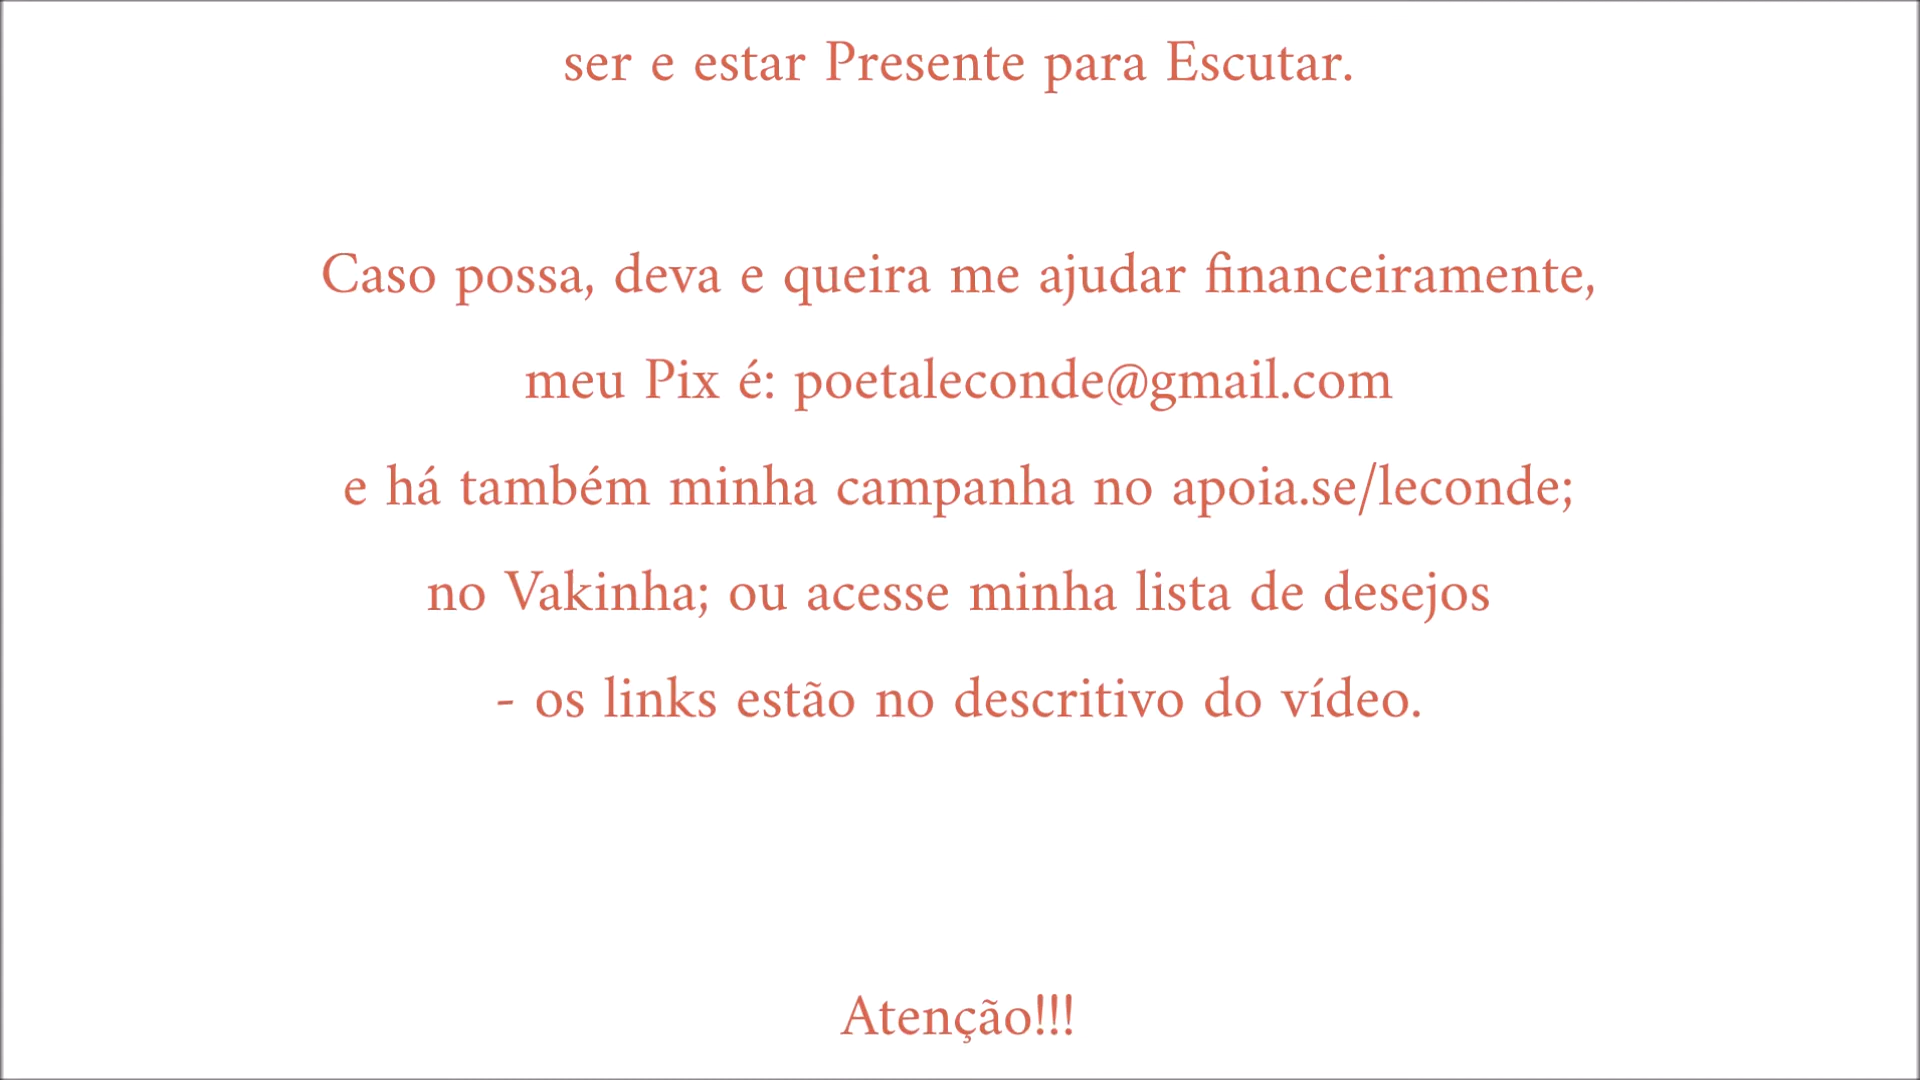 ser e estar Presente para Escutar.
Caso possa, deva e queira me ajudar financeiramente,
meu Pix é: poetaleconde@gmail.com
e há também minha campanha no apoia.se/leconde;
no Vakinha; ou acesse minha lista de desejos
- os links estão no descritivo do vídeo.
Atenção!!!